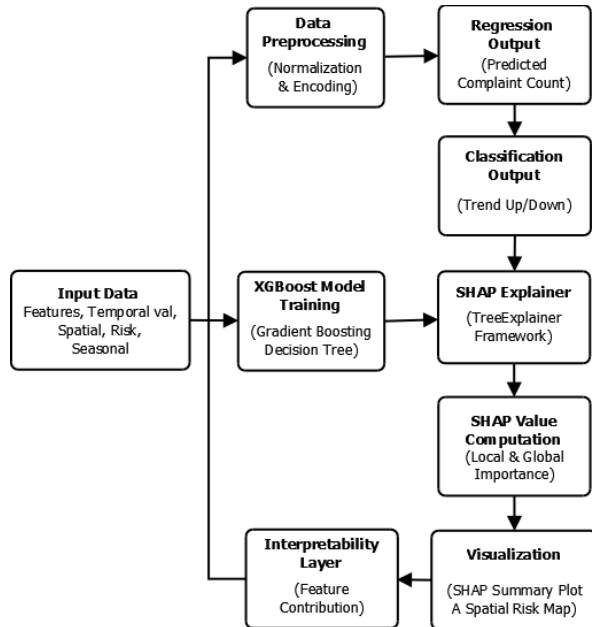 Data
Preprocessing
(Normalization
& Encoding)
Regression
Output
(Predicted
Complaint Count)
Classification
Output
(Trend Up/Down)
Input Data
Features, Temporal val,
Spatial, Risk,
Seasonal
XGBoost Model
Training
(Gradient Boosting
Decision Tree)
SHAP Explainer
(TreeExplainer
Framework)
SHAP Value
Computation
(Local & Global
Importance)
Interpretability
Layer
(Feature
Contribution)
Visualization
(SHAP Summary Plot
A Spatial Risk Map)